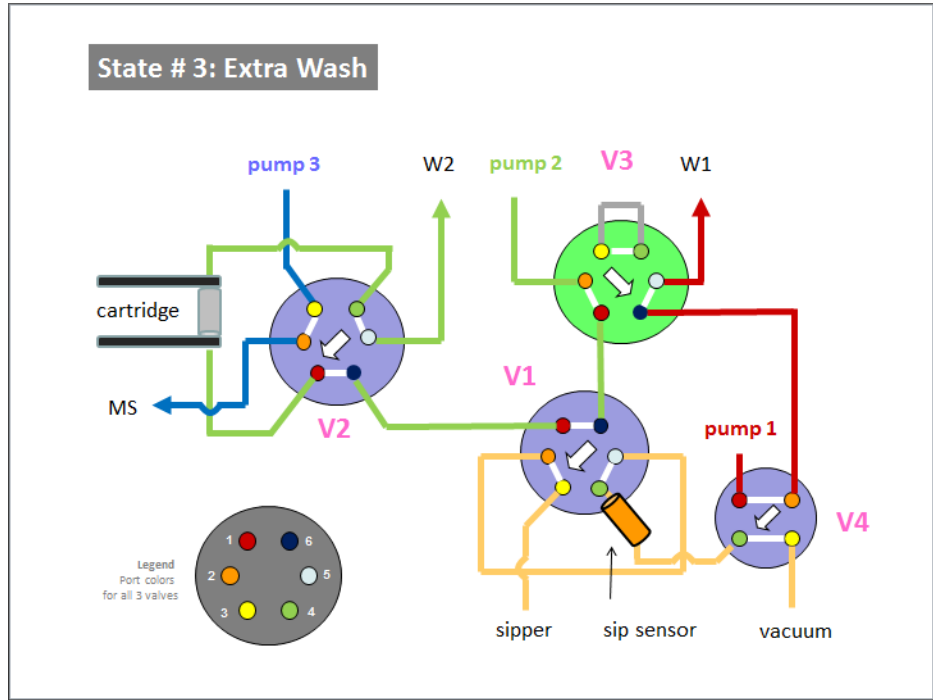 State # 3: Extra Wash
pump 3
W2
pump 2
V3
W1
cartridge
MS
V2
V1
pump 1
V4
1
6
2
5
3
4
Legend
Port colors
for all 3 valves
sipper
sip sensor
vacuum